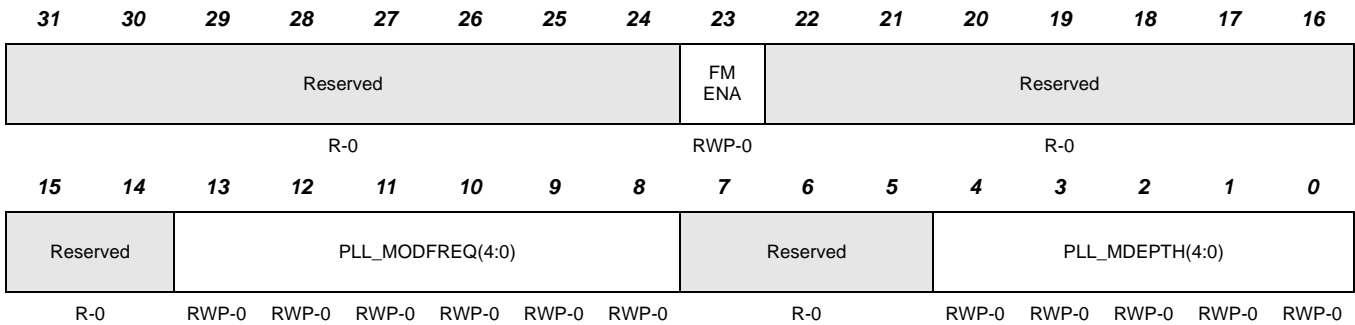 31 30 29 28 27 26 25 24 23 22 21 20 19 18 17 16
Reserved FM ENA Reserved
R-0 RWP-0 R-0
15 14 13 12 11 10 9 8 7 6 5 4 3 2 1 0
Reserved PLL_MODFREQ(4:0) Reserved PLL_MDEPTH(4:0)
R-0 RWP-0 RWP-0 RWP-0 RWP-0 RWP-0 RWP-0 R-0 RWP-0 RWP-0 RWP-0 RWP-0 RWP-0